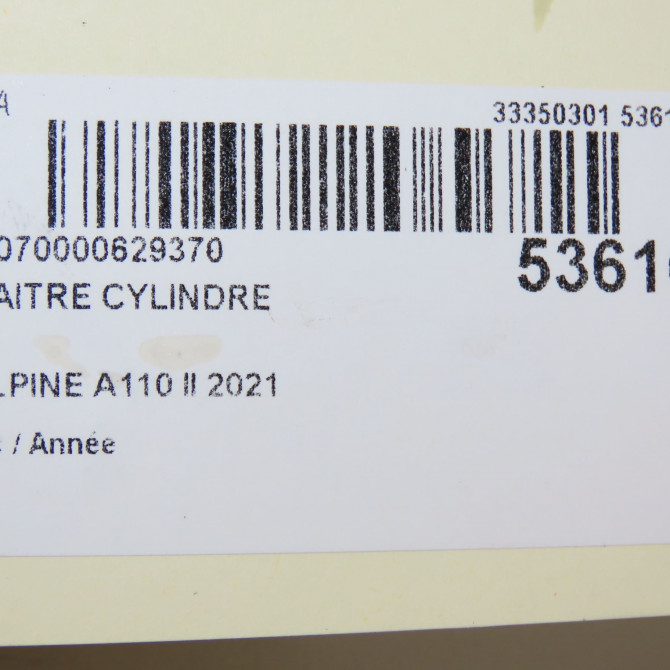 A
33350301 5361
070000629370
5361
AITRE CYLINDRE
LPINE A110 II 2021
/ Année